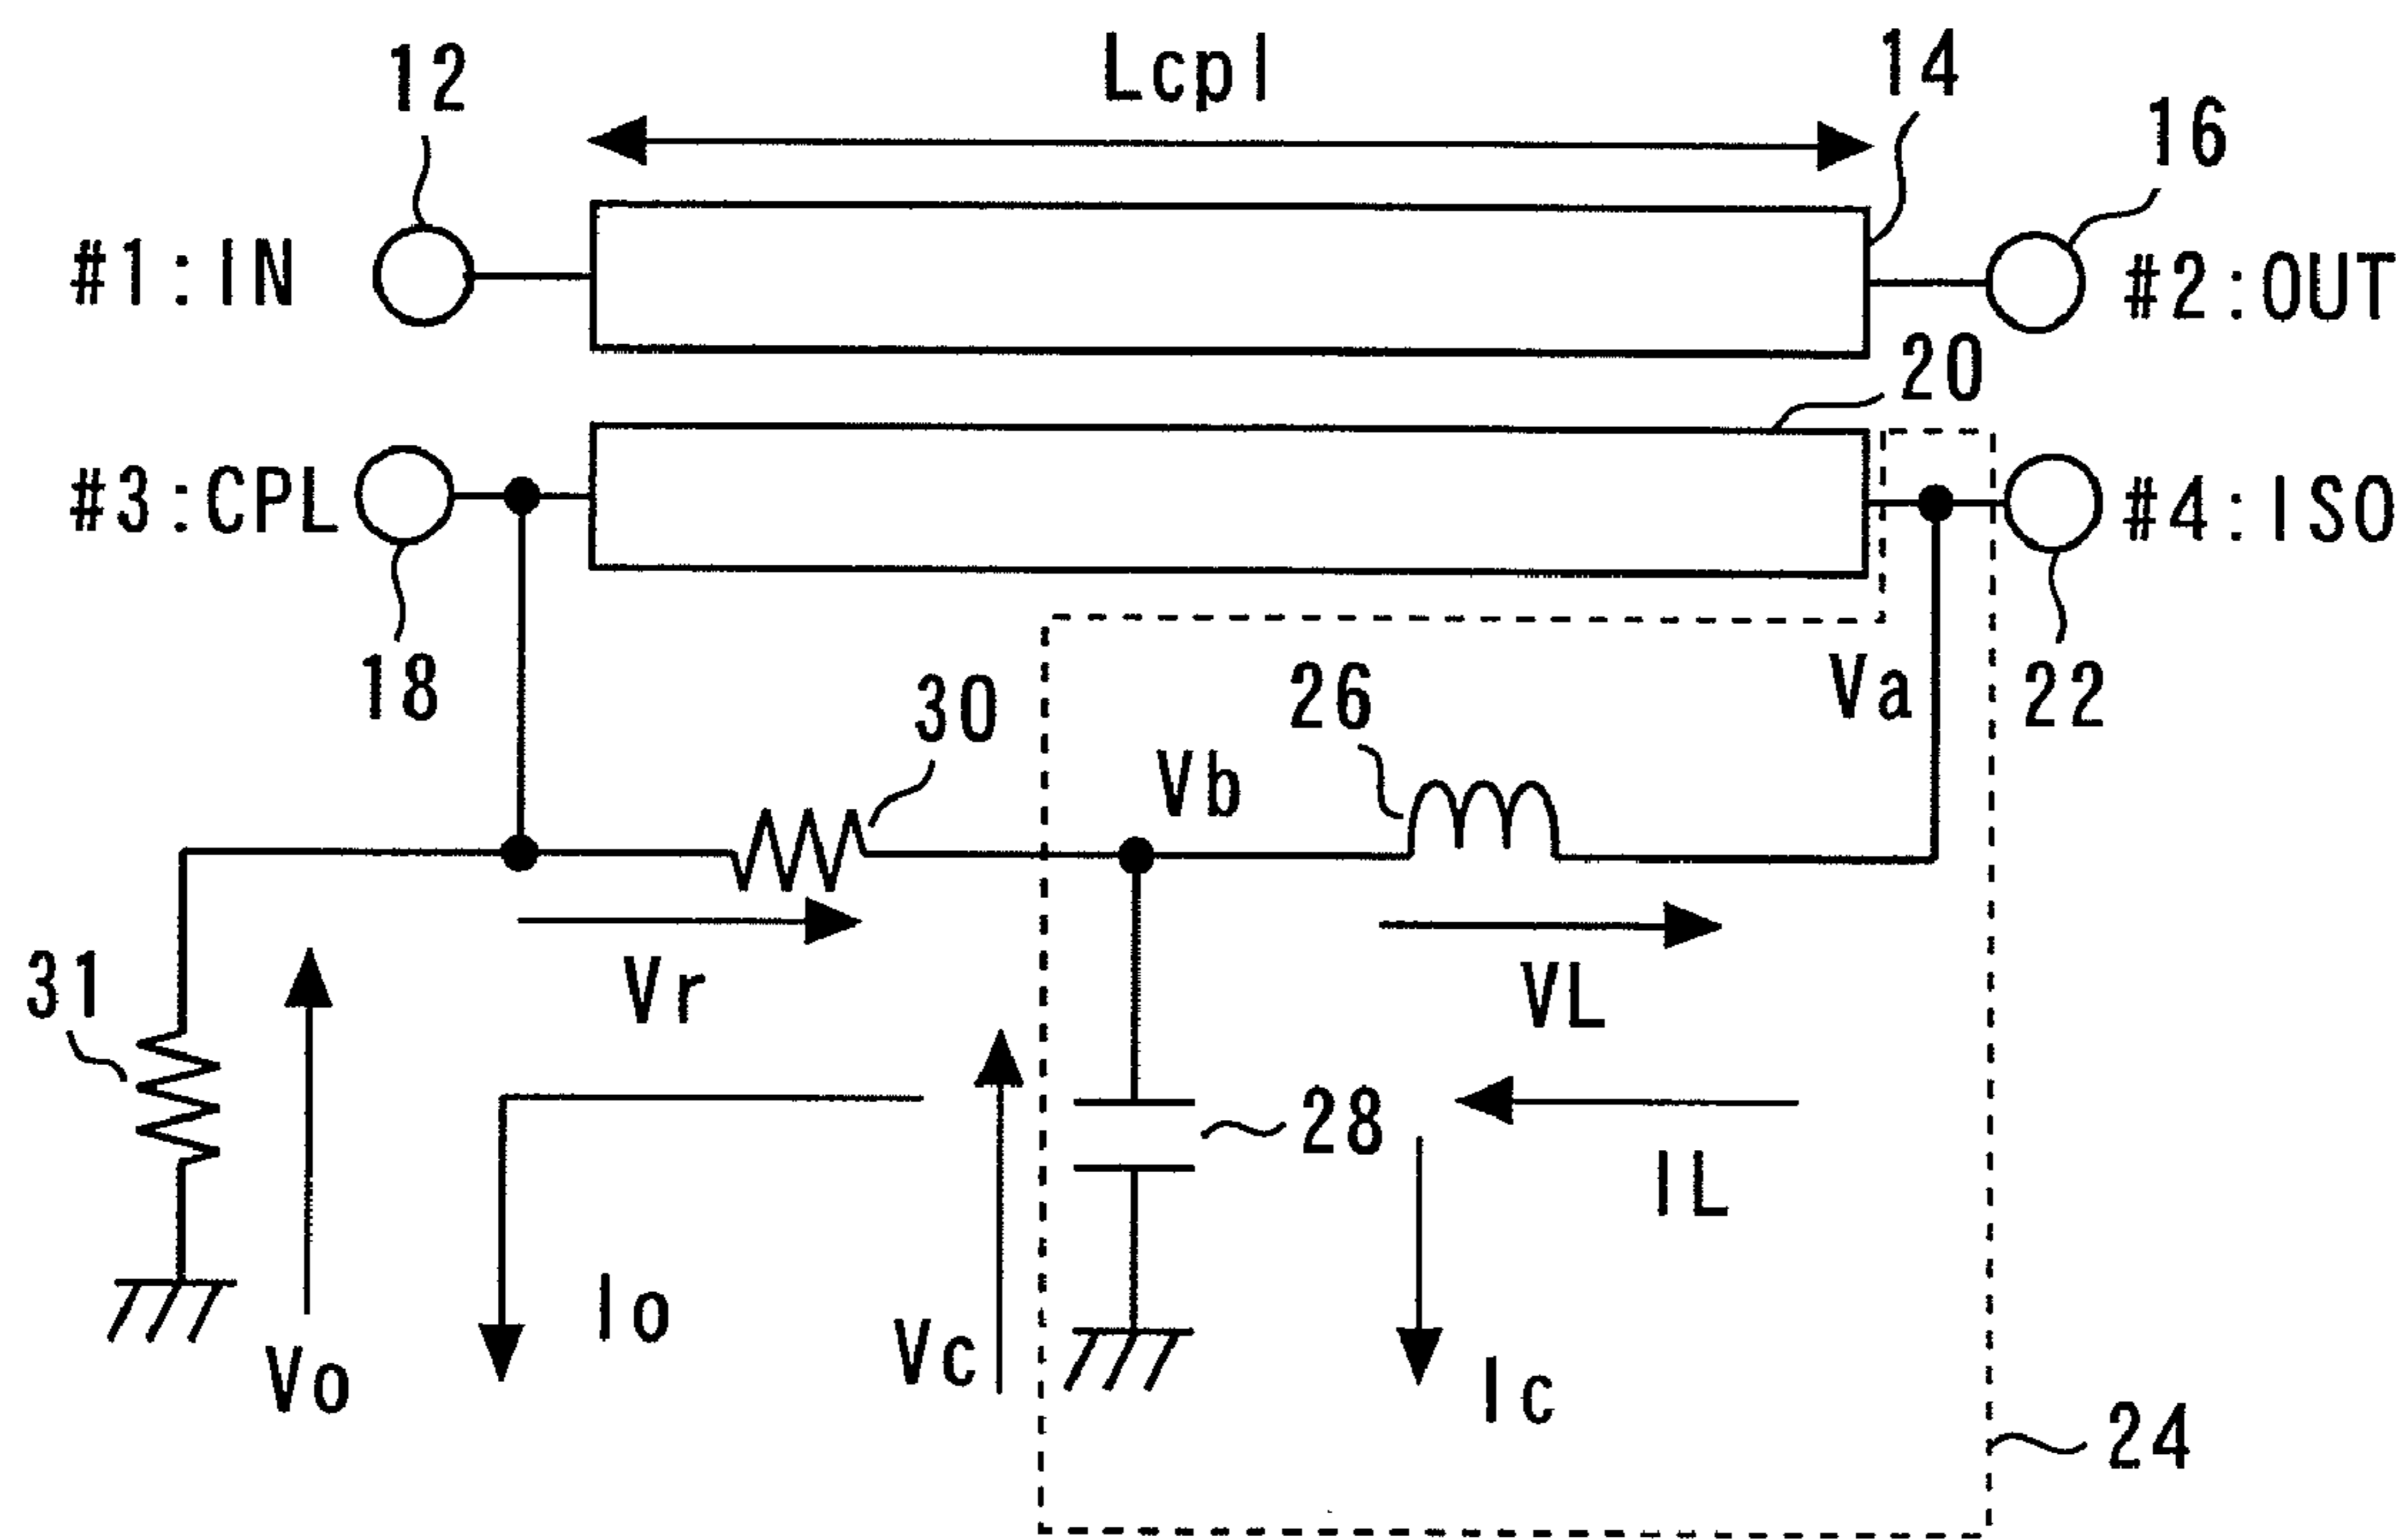 12
Lcpl
14
16
#1:IN
#2:OUT
20
#3:CPL
#4:ISO
18
30
26
Va
22
Vb
31
Vr
VL
28
IL
Io
Vc
Vo
Ic
24